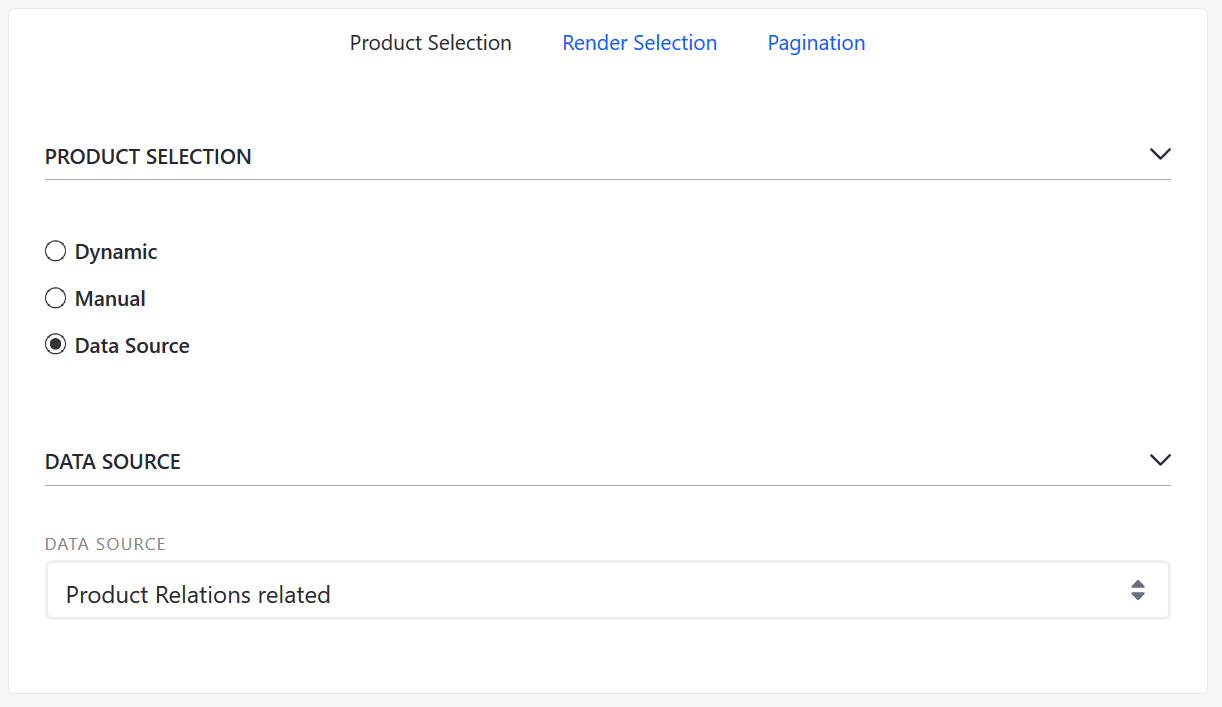 Product Selection Render Selection Pagination
PRODUCT SELECTION
Dynamic
Manual
Data Source
DATA SOURCE
DATA SOURCE
Product Relations related